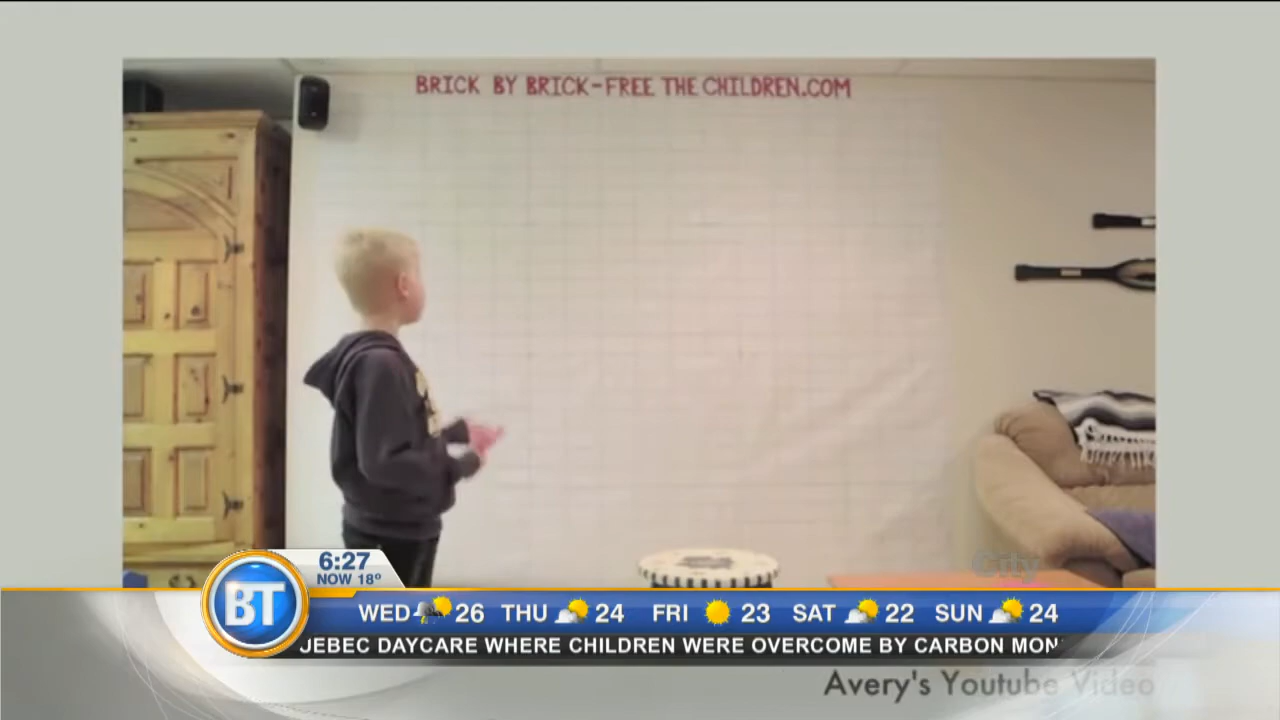 BRICK BY BRICK-FREE THE CHILDREN.COM
City
6:27
NOW 18°
BT
WED 26 THU 24 FRI 23 SAT 22 SUN 24
JEBEC DAYCARE WHERE CHILDREN WERE OVERCOME BY CARBON MON
Avery's Youtube Video